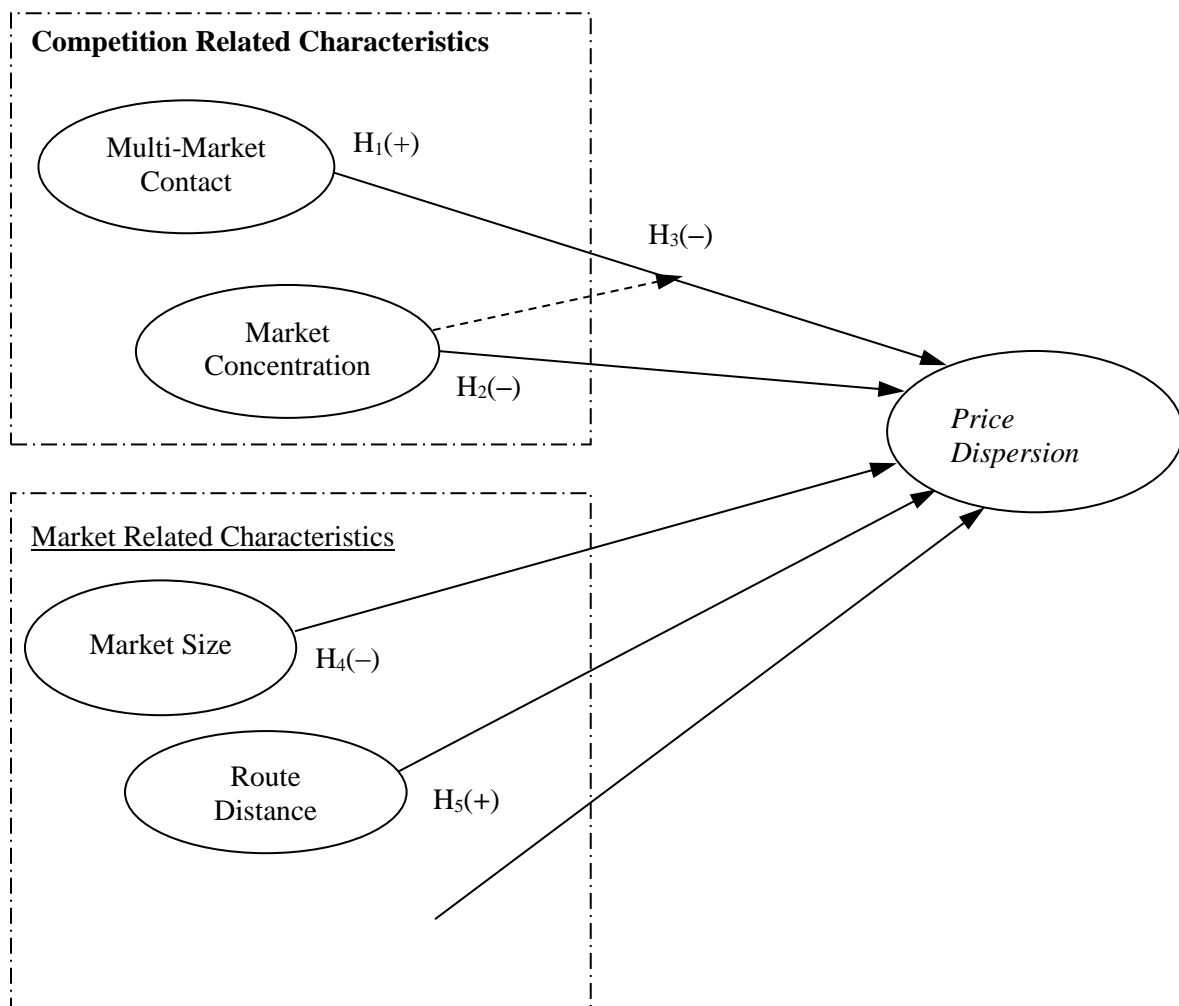 Competition Related Characteristics
Multi-Market
Contact
H₁(+)
H₃(–)
Market
Concentration
H₂(–)
Price
Dispersion
Market Related Characteristics
Market Size
H₄(–)
Route
Distance
H₅(+)